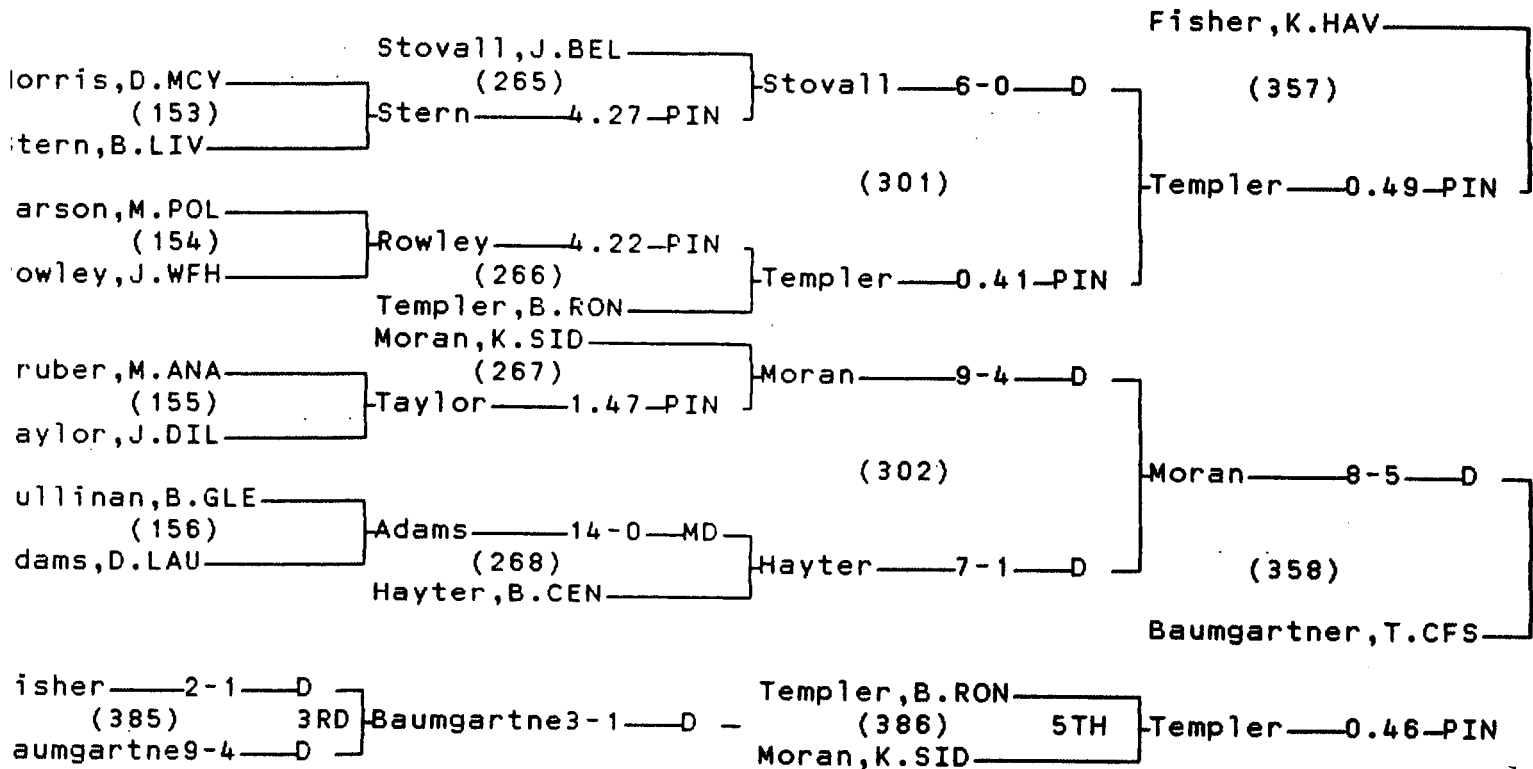 Fisher,K.HAV
Stovall,J.BEL
orris,D.MCY (265) Stovall 6-0 D (357)
(153) Stern 4.27 PIN
tern,B.LIV
(301) Templer 0.49 PIN
arson,M.POL
(154) Rowley 4.22 PIN
owley,J.WFH (266) Templer 0.41 PIN
Templer,B.RON
Moran,K.SID
ruber,M.ANA (267) Moran 9-4 D
(155) Taylor 1.47 PIN
aylor,J.DIL
(302) Moran 8-5 D
ullinan,B.GLE
(156) Adams 14-0 MD
dams,D.LAU (268) Hayter 7-1 D (358)
Hayter,B.CEN
Baumgartner,T.CFS
isher 2-1 D Templer,B.RON
(385) 3RD Baumgartne3-1 D (386) 5TH Templer 0.46 PIN
aumgartne9-4 D Moran,K.SID